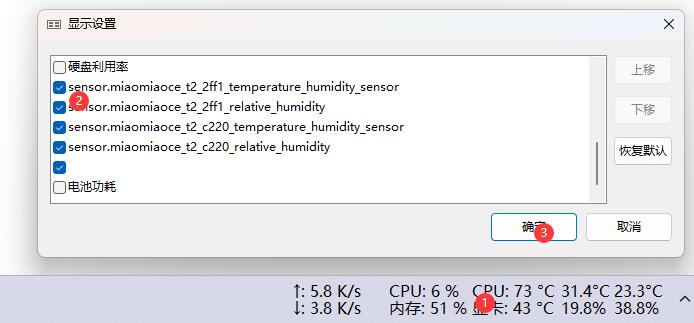 显示设置
硬盘利用率
上移
sensor.miaomiaoce_t2_2ff1_temperature_humidity_sensor
2
sensor.miaomiaoce_t2_2ff1_relative_humidity
下移
sensor.miaomiaoce_t2_c220_temperature_humidity_sensor
sensor.miaomiaoce_t2_c220_relative_humidity
恢复默认
电池功耗
确定
3
取消
↑: 5.8 K/s CPU: 6 % CPU: 73 °C 31.4°C 23.3°C
1
↓: 3.8 K/s 内存: 51 % 显卡: 43 °C 19.8% 38.8%